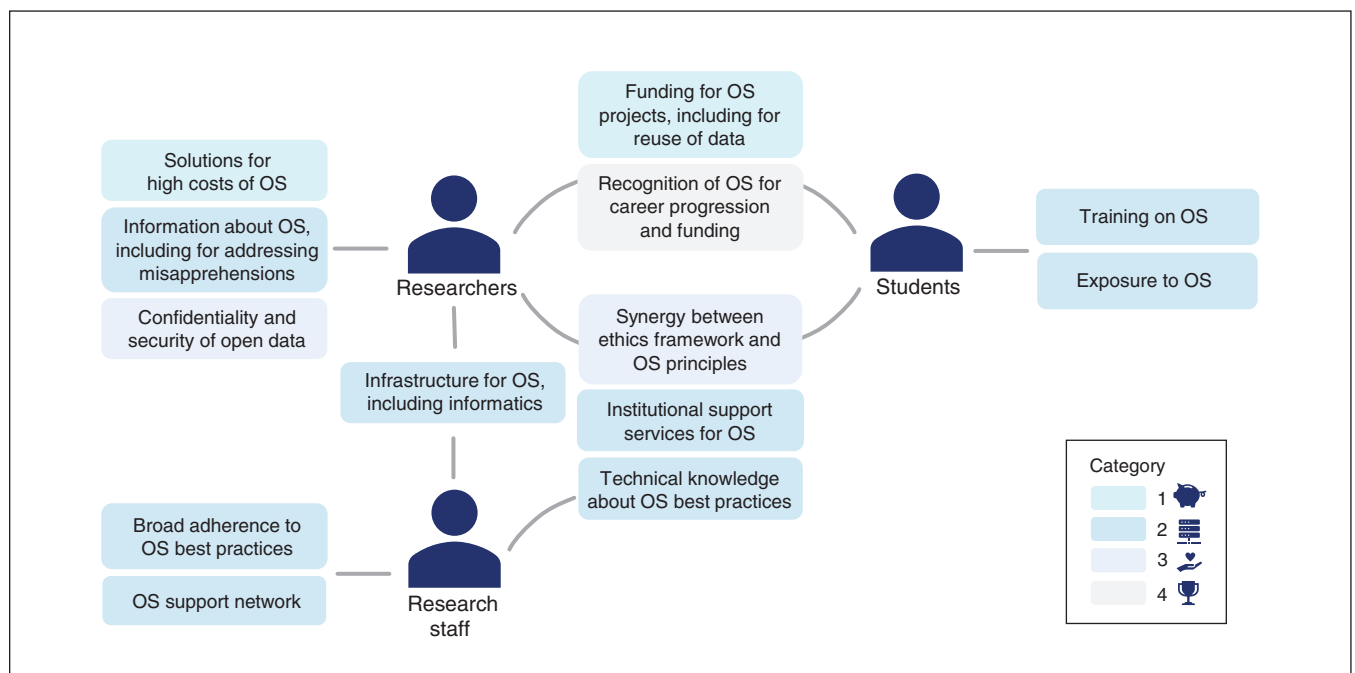 Funding for OS
projects, including for
reuse of data
Solutions for
high costs of OS
Recognition of OS for
career progression
and funding
Information about OS,
including for addressing
misapprehensions
Training on OS
Researchers
Students
Exposure to OS
Confidentiality and
security of open data
Synergy between
ethics framework and
OS principles
Infrastructure for OS,
including informatics
Institutional support
services for OS
Technical knowledge
about OS best practices
Broad adherence to
OS best practices
OS support network
Research
staff
Category
1
2
3
4